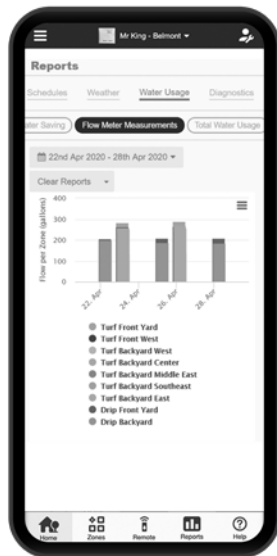 Mr King - Belmont
Reports
Schedules Weather Water Usage Diagnostics
ater Saving Flow Meter Measurements Total Water Usage
22nd Apr 2020 - 28th Apr 2020
Clear Reports
Flow per Zone (gallons)
400
300
200
100
0
22. Apr 24. Apr 26. Apr 28. Apr
Turf Front Yard
Turf Front West
Turf Backyard West
Turf Backyard Center
Turf Backyard Middle East
Turf Backyard Southeast
Turf Backyard East
Drip Front Yard
Drip Backyard
Home Zones Remote Reports Help